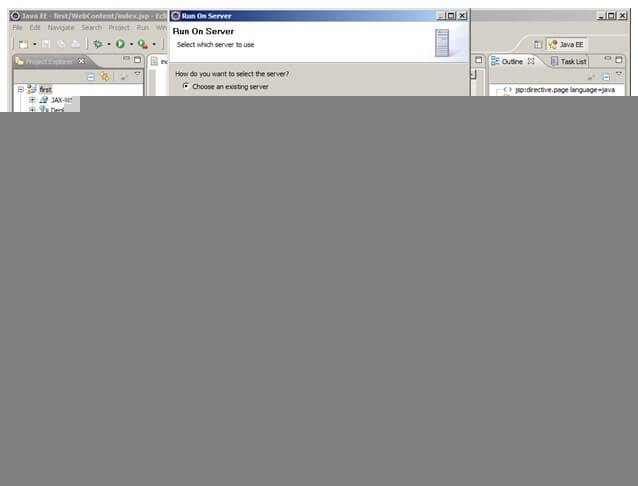 Java EE - first/WebContent/index.jsp - Ecli
Run On Server
File Edit Navigate Search Project Run Win
Run On Server
Select which server to use
Java EE
Project Explorer
Outline
Task List
How do you want to select the server?
Choose an existing server
first
JAX-WS
jsp:directive.page language=java